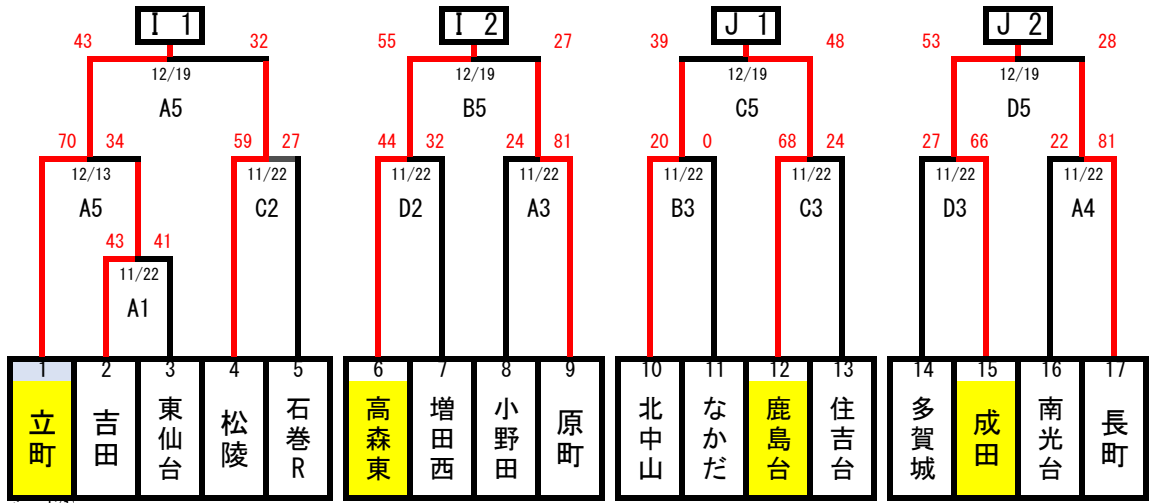 I 1
I 2
J 1
J 2
43 32 55 27 39 48 53 28
12/19 12/19 12/19 12/19
A5 B5 C5 D5
70 34 59 27 44 32 24 81 20 0 68 24 27 66 22 81
12/13 11/22 11/22 11/22 11/22 11/22 11/22 11/22
A5 C2 D2 A3 B3 C3 D3 A4
43 41
11/22
A1
1 2 3 4 5 6 7 8 9 10 11 12 13 14 15 16 17
立町
吉田
東仙台
松陵
石巻R
高森東
増田西
小野田
原町
北中山
なかだ
鹿島台
住吉台
多賀城
成田
南光台
長町